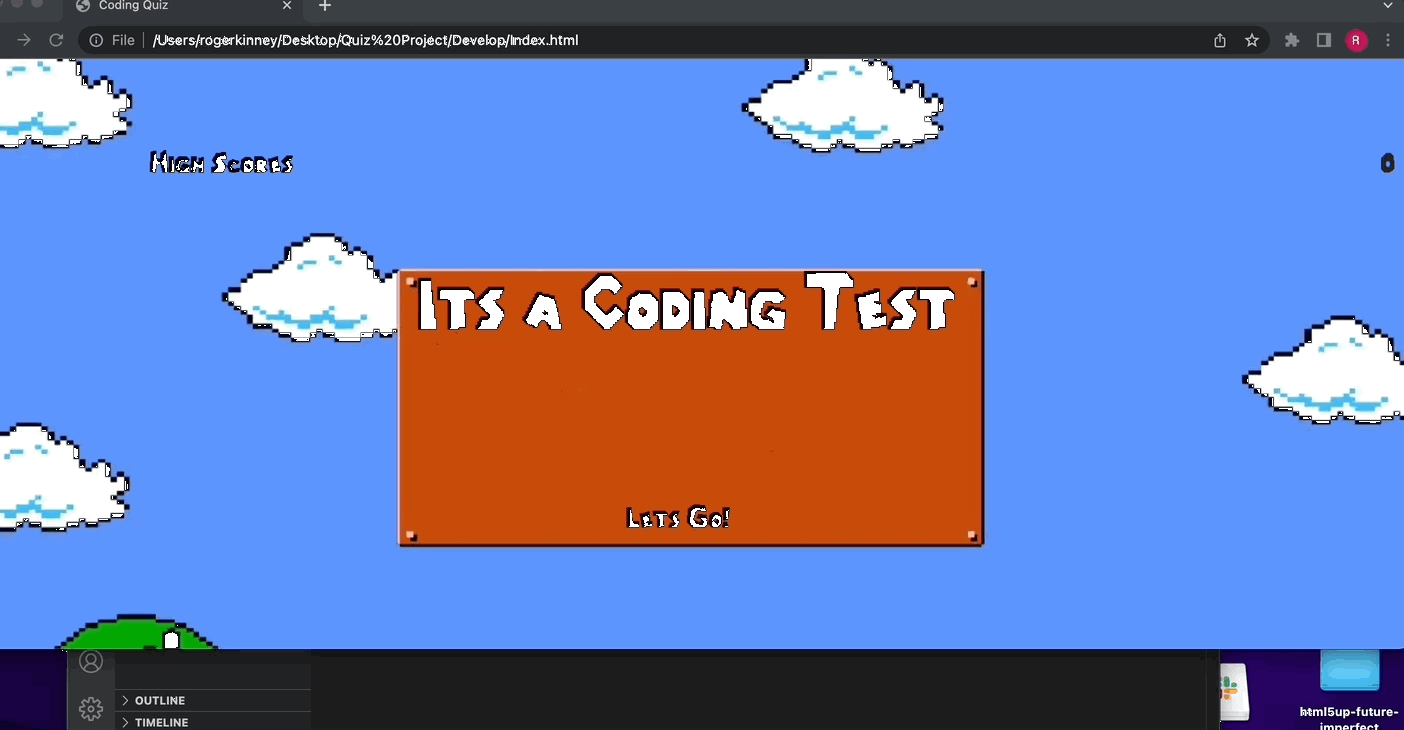 Coding Quiz
File /Users/rogerkinney/Desktop/Quiz%20Project/Develop/Index.html
R
High Scores
0
Its a Coding Test
Lets Go!
OUTLINE
TIMELINE
html5up-future-
imperfect